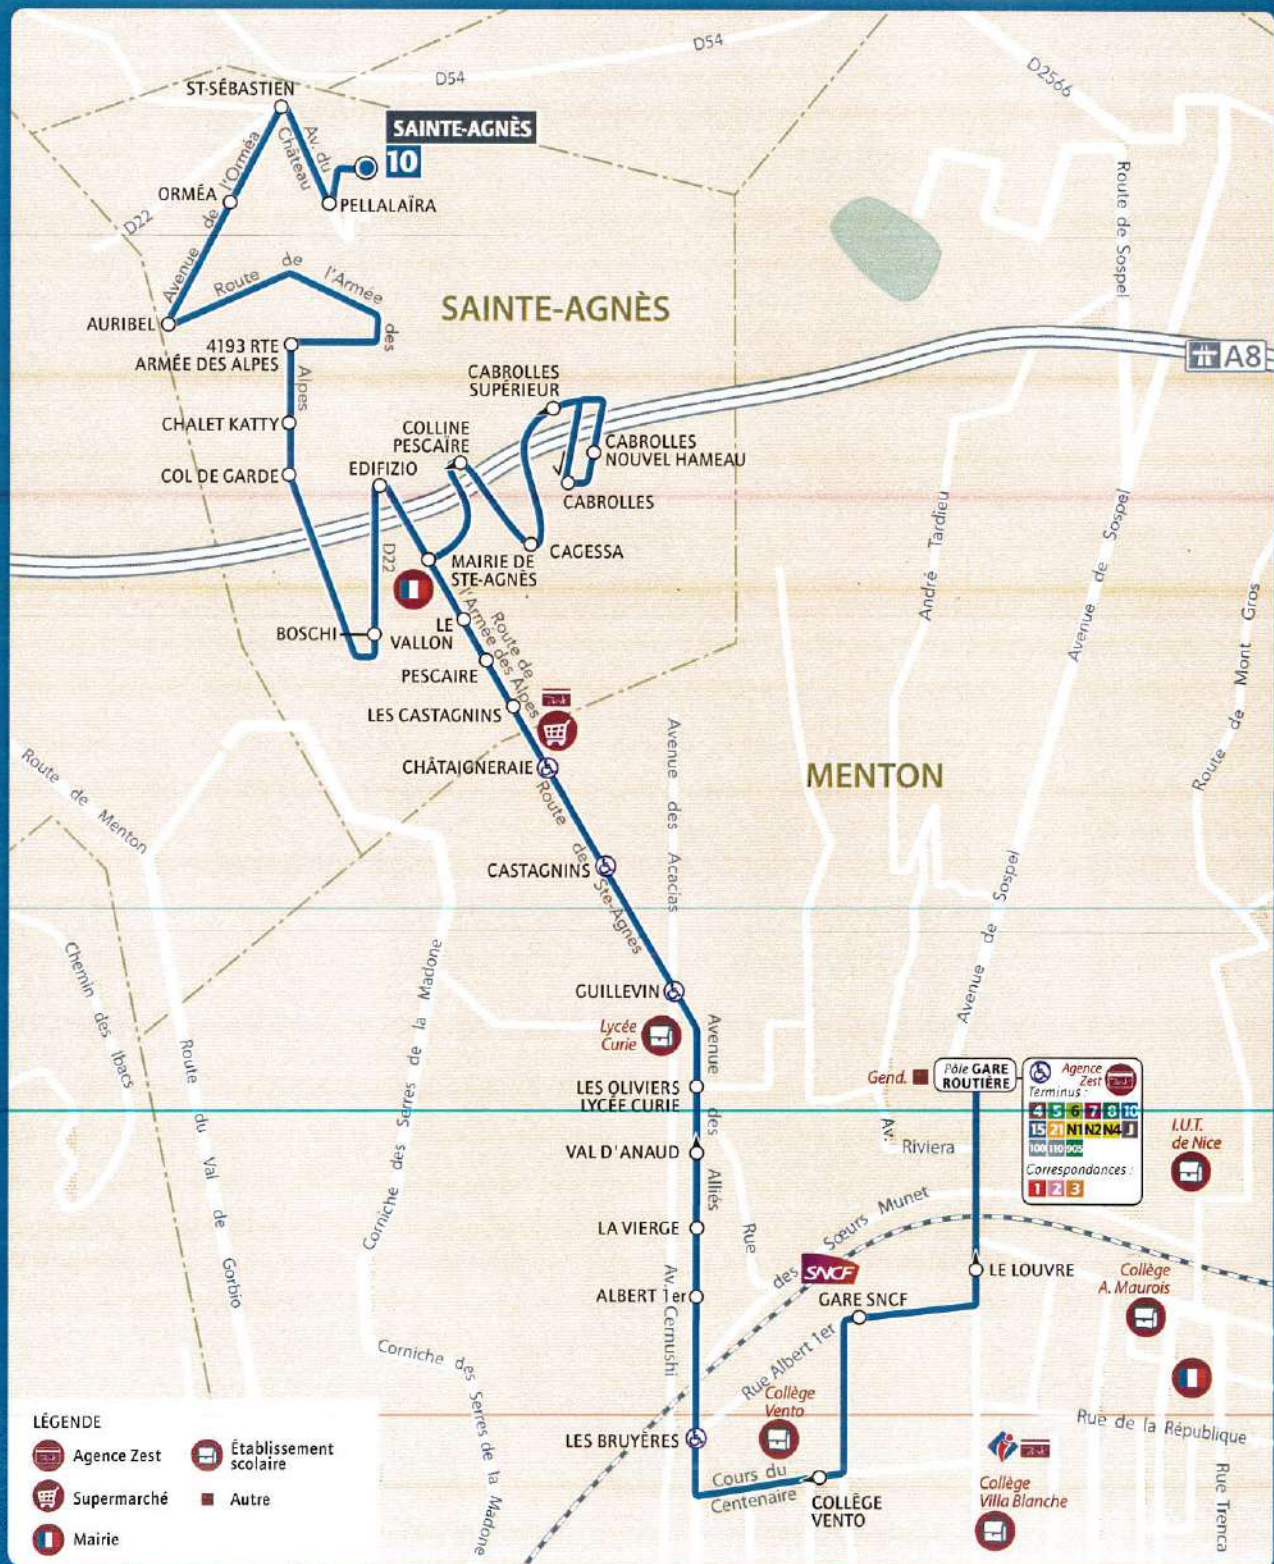 D54
D54
D2566
ST-SÉBASTIEN
SAINTE-AGNÈS
10
Av. du
Château
Avenue de l'Orméa
ORMÉA
PELLALAÏRA
D22
Route de Sospel
Route de l'Armée des Alpes
SAINTE-AGNÈS
AURIBEL
4193 RTE
ARMÉE DES ALPES
A8
CABROLLES
SUPÉRIEUR
CHALET KATTY
COLLINE
PESCAÏRE
CABROLLES
NOUVEL HAMEAU
EDIFIZIO
COL DE GARDE
CABROLLES
D22
CAGESSA
MAIRIE DE
STE-AGNÈS
André Tardieu
Avenue de Sospel
Route de Mont Gros
BOSCHI
LE
VALLON
Route de
l'Armée des Alpes
PESCAIRE
LES CASTAGNINS
Avenue des Acacias
MENTON
Route de Menton
CHÂTAIGNERAIE
Route de Ste-Agnès
CASTAGNINS
Avenue de Sospel
Chemin des Ibacs
Corniche des Serres de la Madone
GUILLEVIN
Lycée
Curie
Avenue des Alliés
Route du Val de Gorbio
Gend.
Pôle GARE
ROUTIÈRE
Agence
Zest
Terminus :
4 5 6 7 8 10
15 21 N1 N2 N4 J
100 110 905
Correspondances :
1 2 3
LES OLIVIERS
LYCÉE CURIE
Av. Riviera
I.U.T.
de Nice
VAL D'ANAUD
LA VIERGE
Rue des Sœurs Munet
SNCF
LE LOUVRE
Collège
A. Maurois
ALBERT 1er
GARE SNCF
Av. Cernushi
Rue Albert 1er
Corniche des Serres de la Madone
Collège
Vento
Rue de la République
LES BRUYÈRES
Cours du
Centenaire
COLLÈGE
VENTO
Collège
Villa Blanche
Rue Trenca
LÉGENDE
Agence Zest
Établissement
scolaire
Supermarché
Autre
Mairie